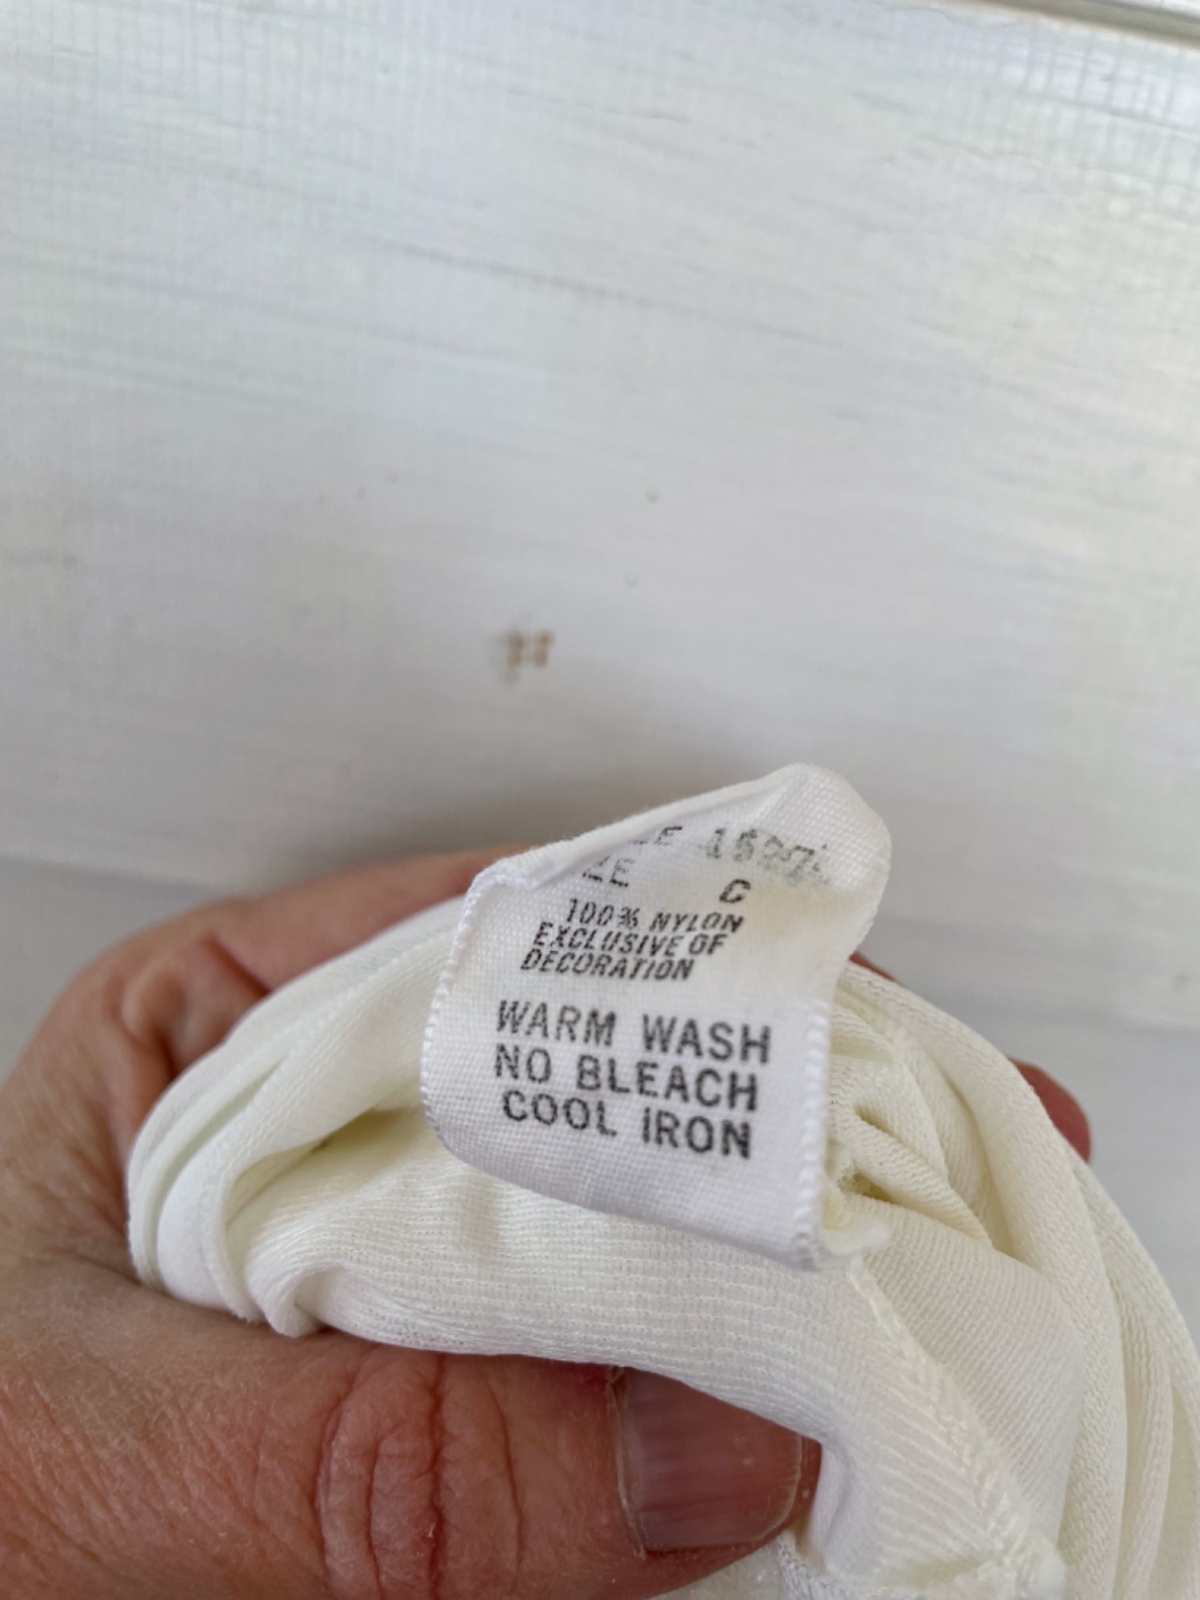 C
100% NYLON
EXCLUSIVE OF
DECORATION
WARM WASH
NO BLEACH
COOL IRON